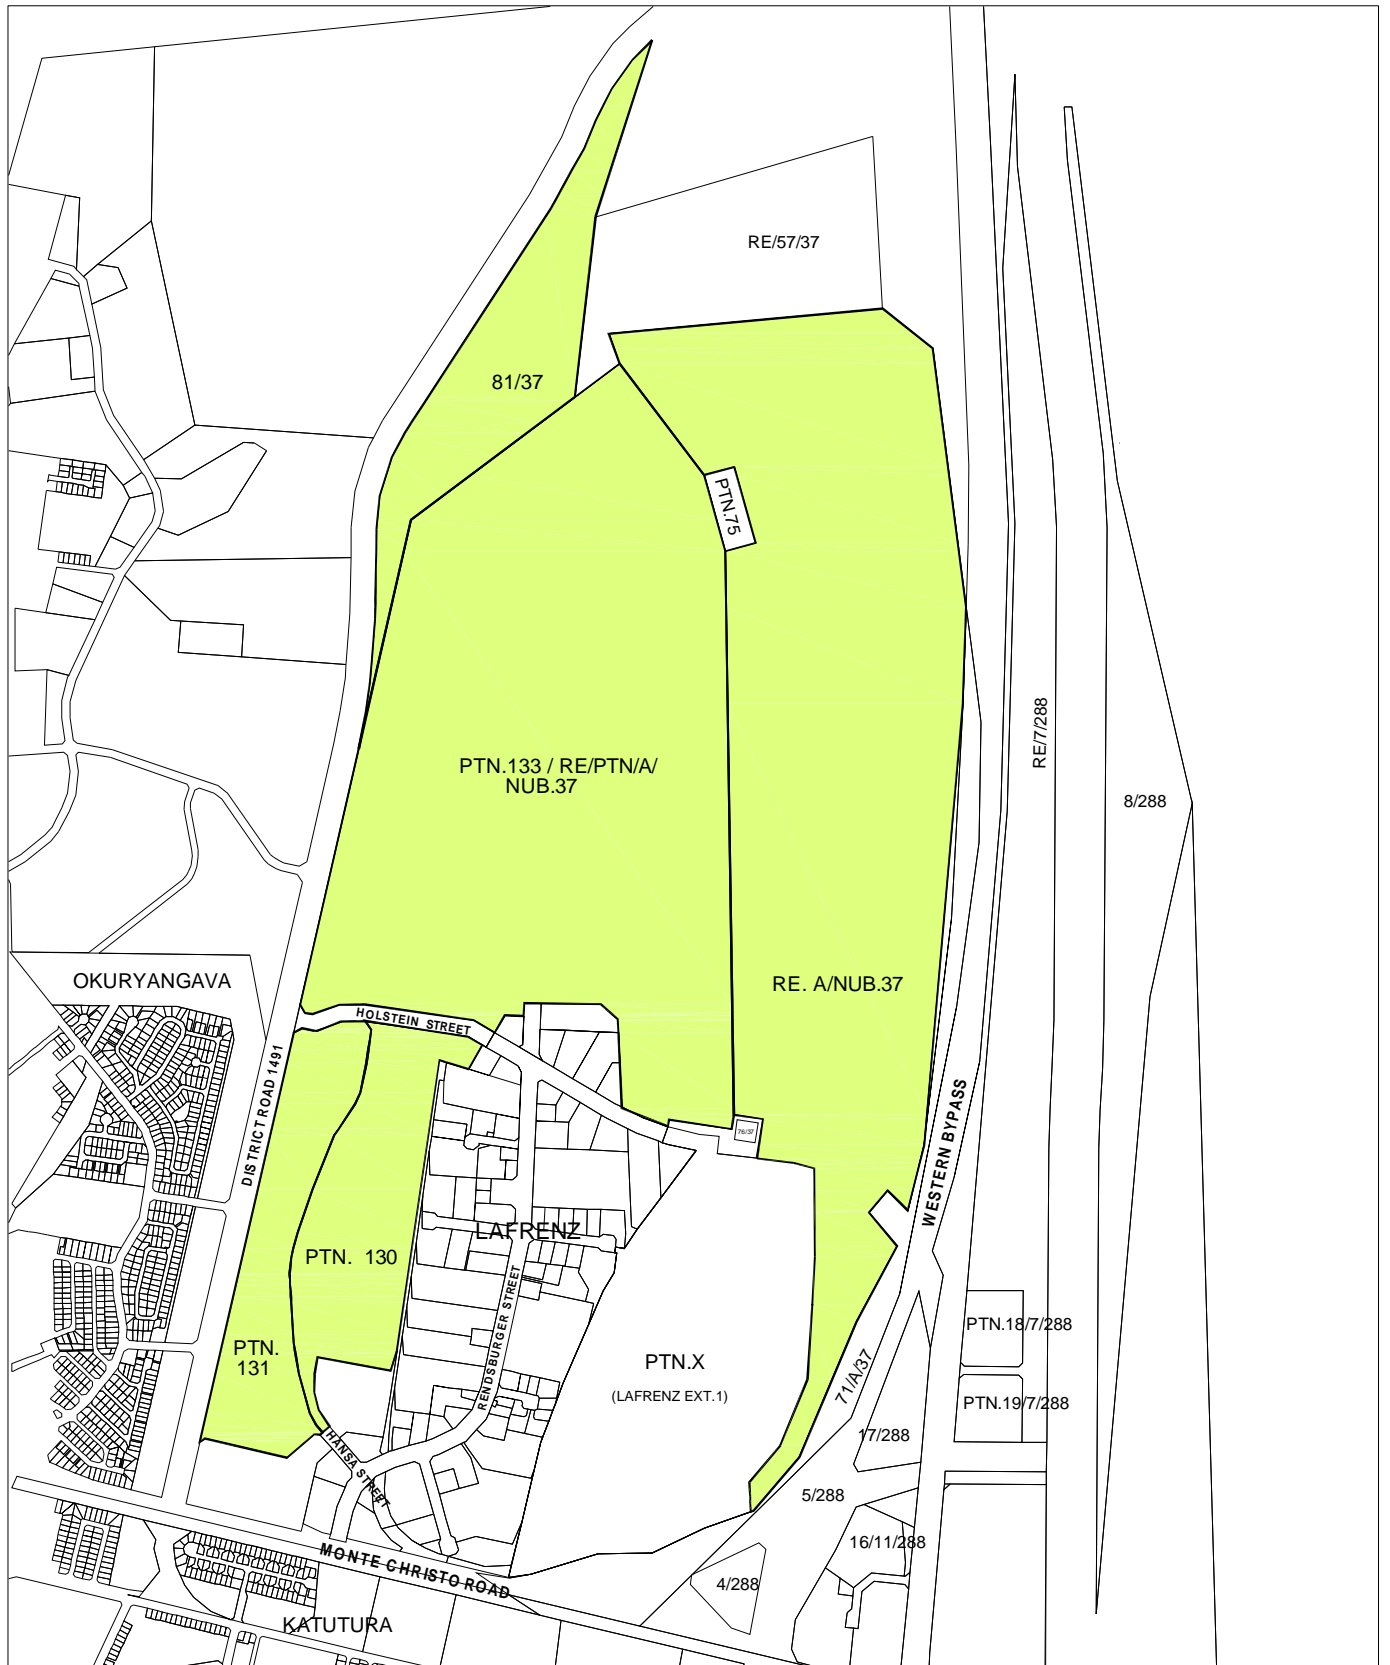 RE/57/37
81/37
PTN.75
PTN.133 / RE/PTN/A/
NUB.37
RE/7/288
8/288
RE. A/NUB.37
OKURYANGAVA
HOLSTEIN STREET
DISTRICT ROAD 1491
76/37
WESTERN BYPASS
LAFRENZ
PTN. 130
RENDSBURGER STREET
PTN.
131
PTN.18/7/288
PTN.X
(LAFRENZ EXT.1)
71/A/37
PTN.19/7/288
17/288
HANSA STREET
5/288
16/11/288
MONTE CHRISTO ROAD
4/288
KATUTURA